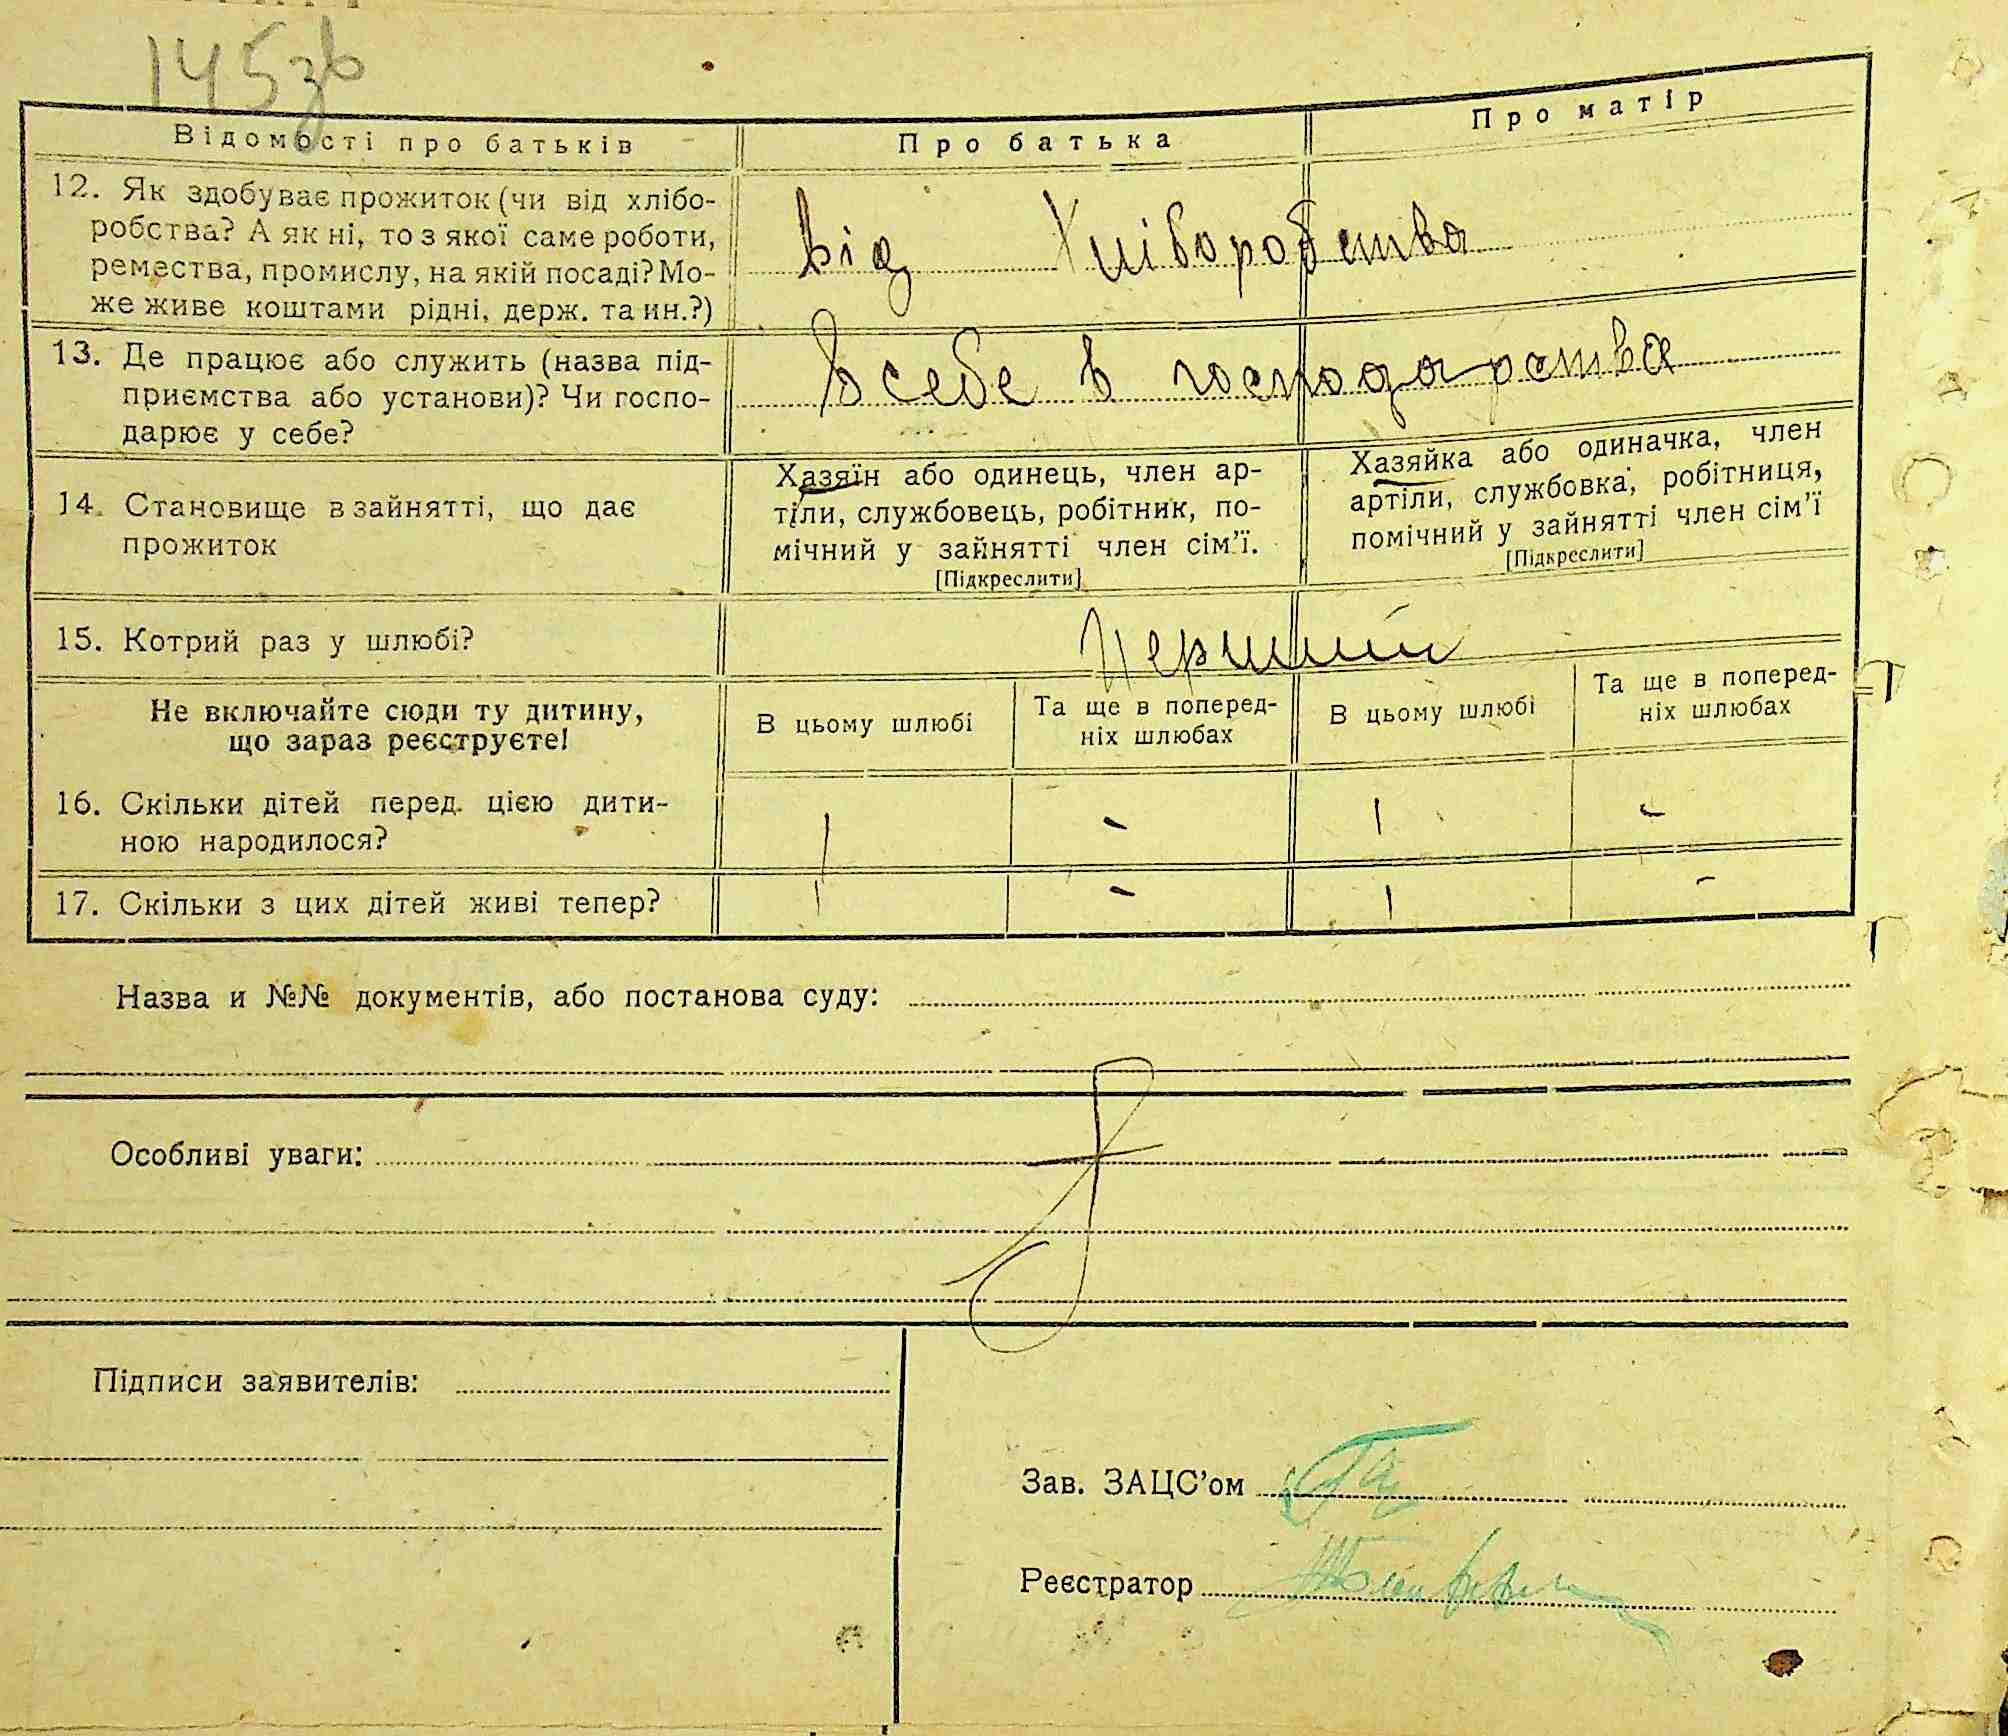 145зв
Відомості про батьків
Про батька
Про матір
12. Як здобуває прожиток (чи від хлібо-
робства? А як ні, то з якої саме роботи,
ремества, промислу, на якій посаді? Мо-
же живе коштами рідні, держ. та ин.?)
від Хліборобства
13. Де працює або служить (назва під-
приємства або установи)? Чи госпо-
дарює у себе?
в себе в господарства
14. Становище в зайнятті, що дає
прожиток
Хазяїн або одинець, член ар-
тіли, службовець, робітник, по-
мічний у зайнятті член сім'ї.
[Підкреслити]
Хазяйка або одиначка, член
артіли, службовка, робітниця,
помічний у зайнятті член сім'ї
[Підкреслити]
15. Котрий раз у шлюбі?
Перший
Не включайте сюди ту дитину,
що зараз реєструєте!
В цьому шлюбі
Та ще в поперед-
ніх шлюбах
В цьому шлюбі
Та ще в поперед-
ніх шлюбах
16. Скільки дітей перед. цією дити-
ною народилося?
1 - 1 -
17. Скільки з цих дітей живі тепер?
1 - 1 -
Назва и №№ документів, або постанова суду:
Особливі уваги:
Підписи заявителів:
Зав. ЗАЦС'ом
Реєстратор